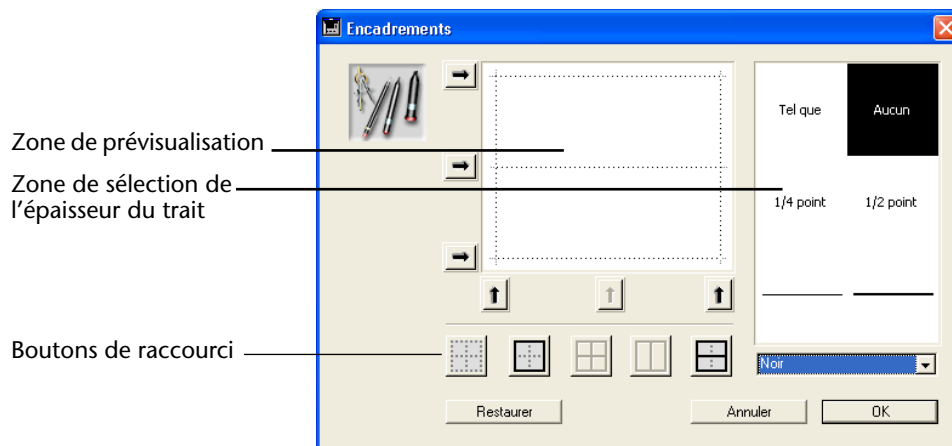 Encadrements
Tel que
Aucun
Zone de prévisualisation
Zone de sélection de
l'épaisseur du trait
1/4 point
1/2 point
Boutons de raccourci
Noir
Restaurer
Annuler
OK